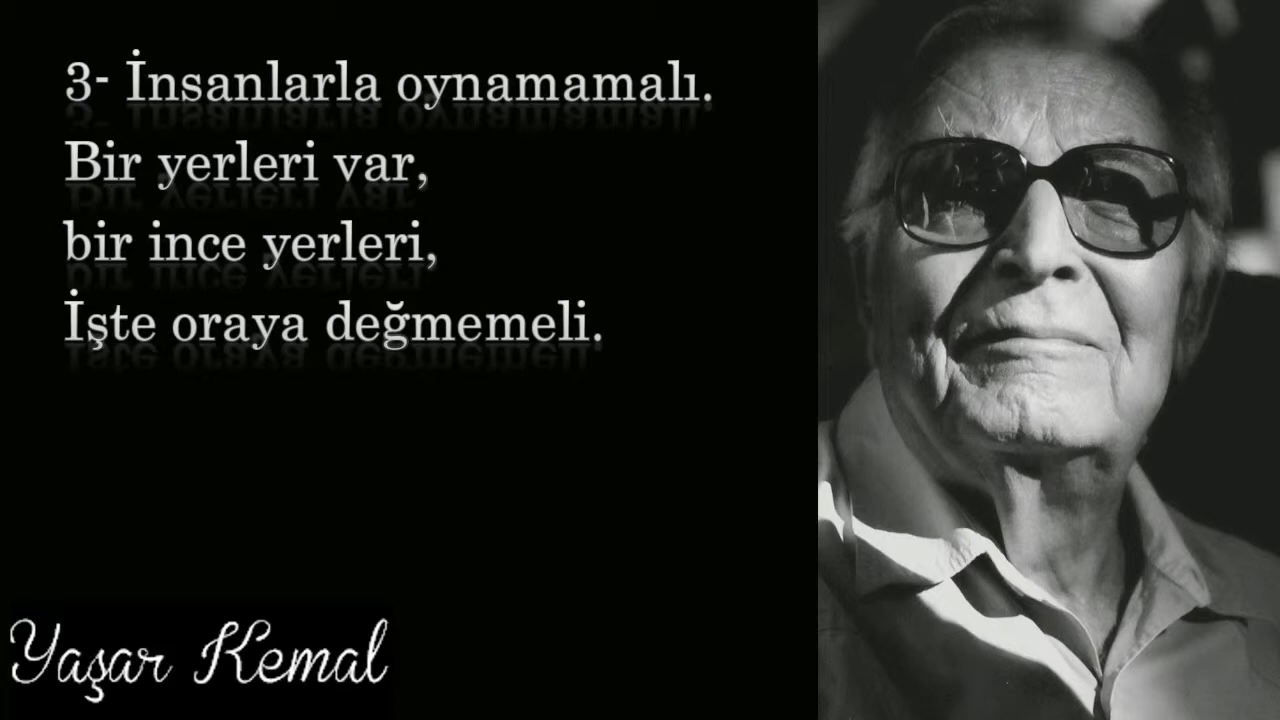 3- İnsanlarla oynamamalı.
Bir yerleri var,
bir ince yerleri,
İşte oraya değmemeli.
Yaşar Kemal